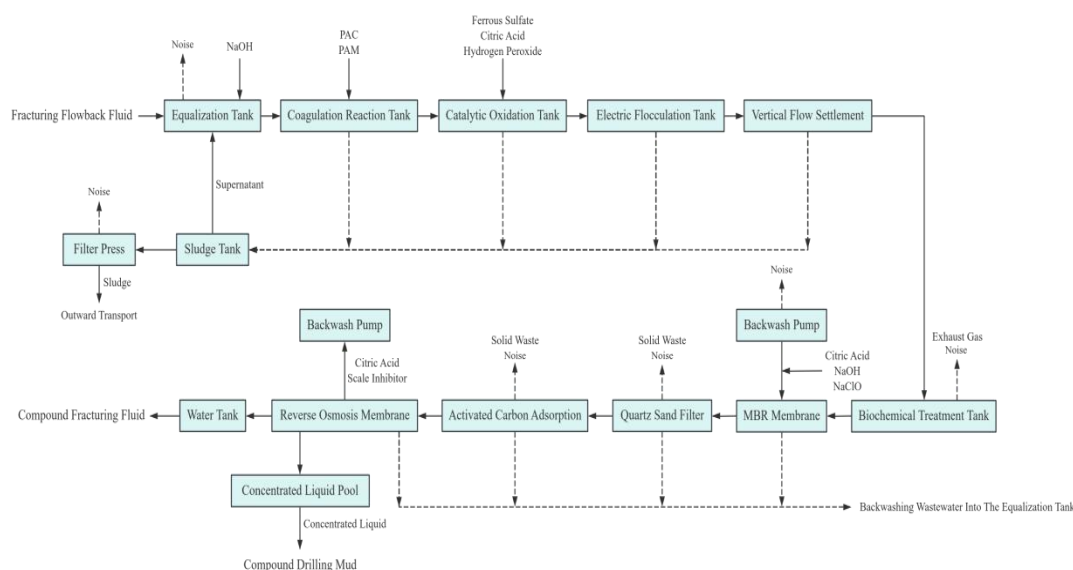 Ferrous Sulfate
Citric Acid
Hydrogen Peroxide
PAC
PAM
Noise
NaOH
Fracturing Flowback Fluid
Equalization Tank
Coagulation Reaction Tank
Catalytic Oxidation Tank
Electric Flocculation Tank
Vertical Flow Settlement
Supernatant
Noise
Filter Press
Sludge Tank
Sludge
Outward Transport
Noise
Backwash Pump
Backwash Pump
Citric Acid
Scale Inhibitor
Solid Waste
Noise
Solid Waste
Noise
Citric Acid
NaOH
NaClO
Exhaust Gas
Noise
Compound Fracturing Fluid
Water Tank
Reverse Osmosis Membrane
Activated Carbon Adsorption
Quartz Sand Filter
MBR Membrane
Biochemical Treatment Tank
Concentrated Liquid Pool
Backwashing Wastewater Into The Equalization Tank
Concentrated Liquid
Compound Drilling Mud